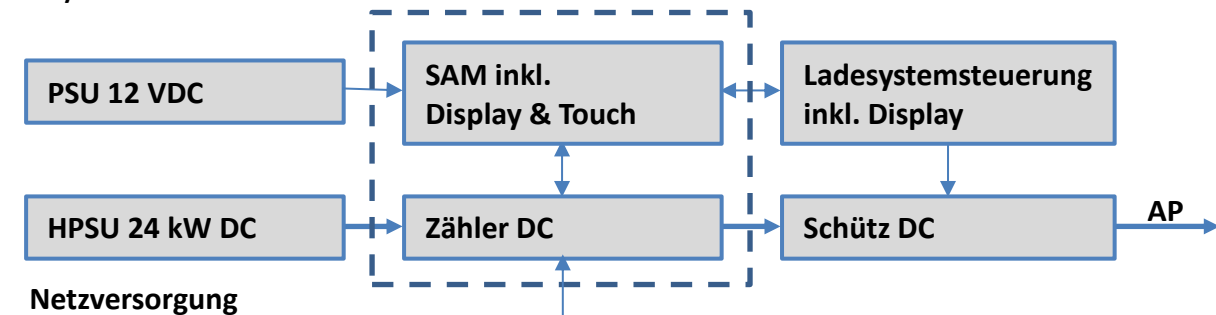 PSU 12 VDC
SAM inkl.
Display & Touch
Ladesystemsteuerung
inkl. Display
HPSU 24 kW DC
Zähler DC
Schütz DC
AP
Netzversorgung